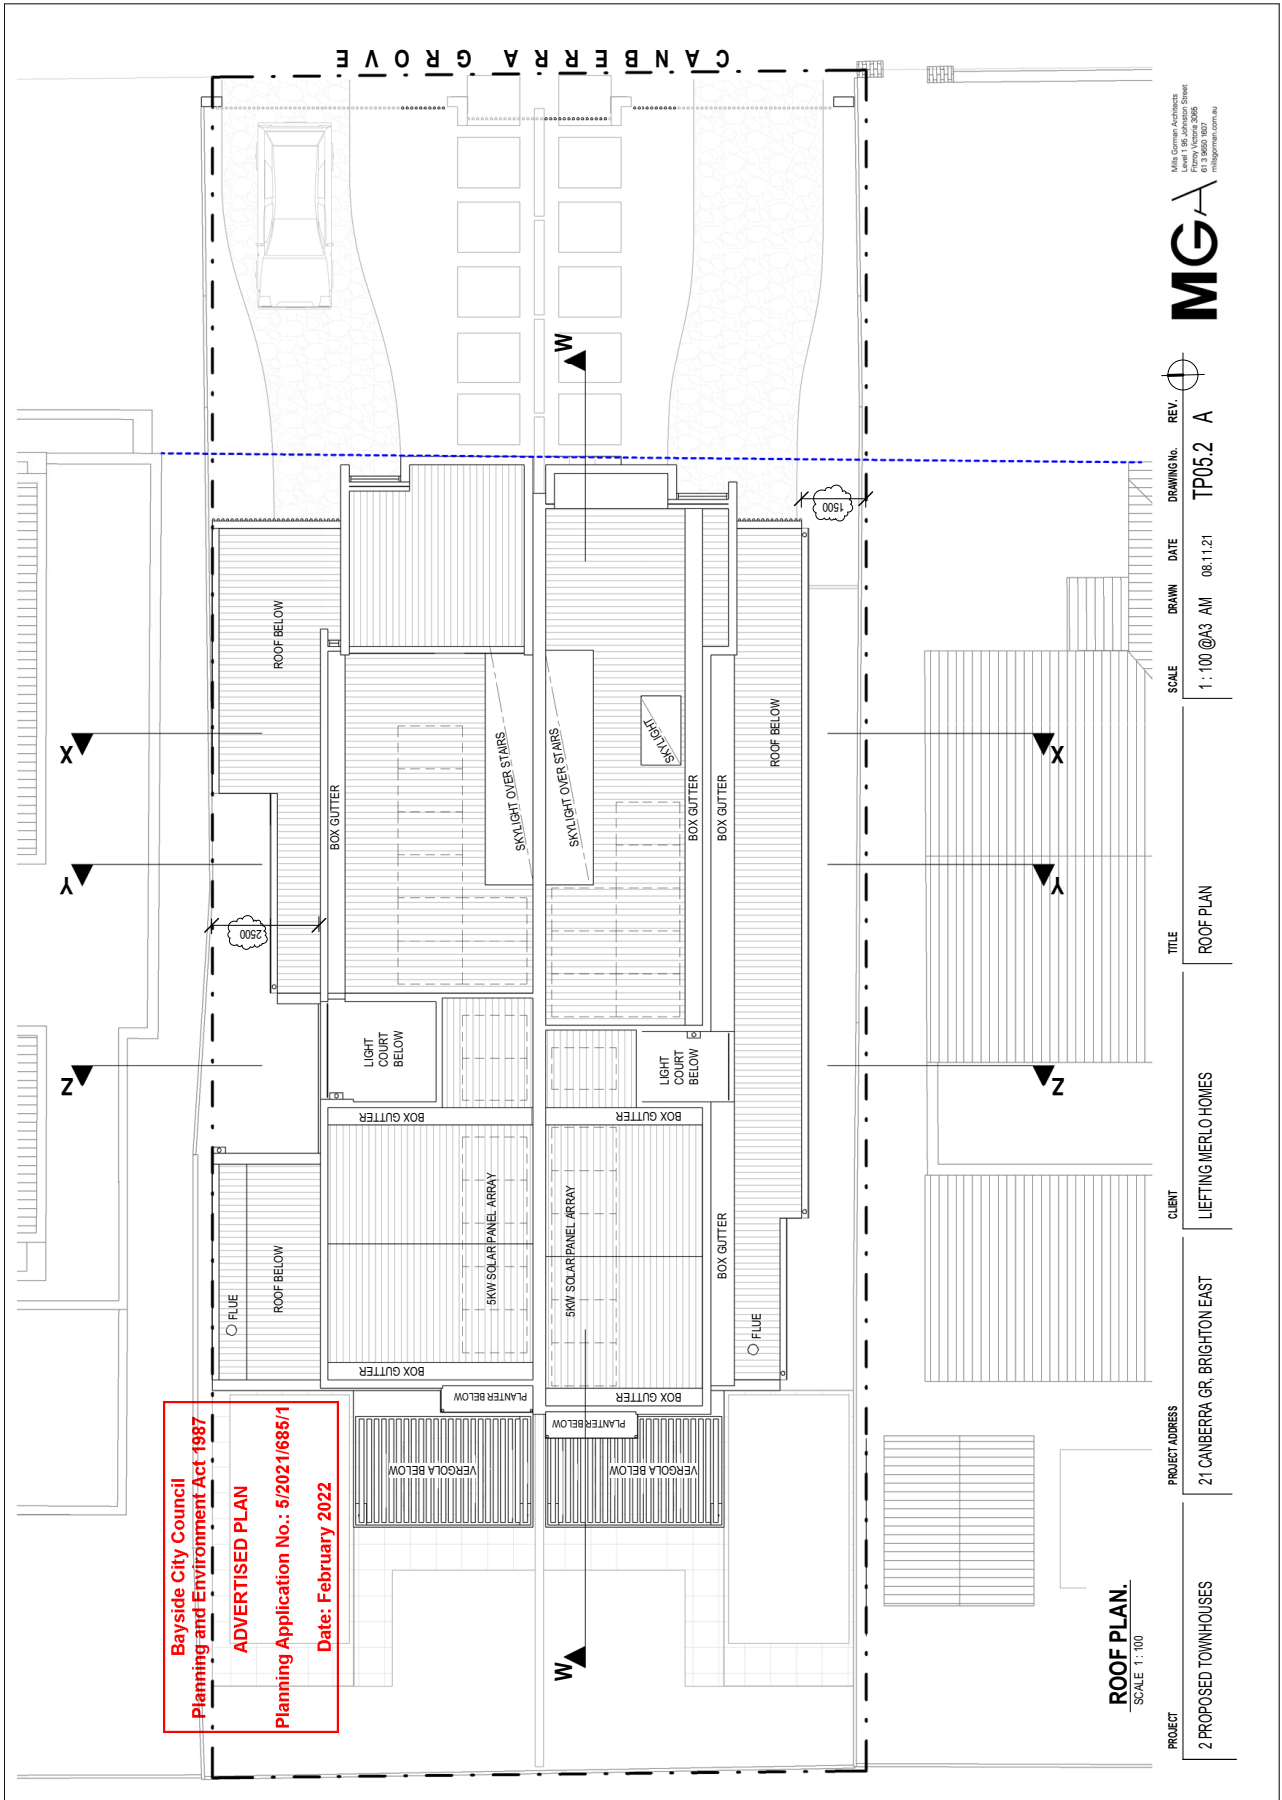 CANBERRA GROVE
Bayside City Council
Planning and Environment Act 1987
ADVERTISED PLAN
Planning Application No.: 5/2021/685/1
Date: February 2022
W
W
X
Y
Z
X
Y
Z
1500
2500
ROOF BELOW
BOX GUTTER
SKYLIGHT OVER STAIRS
SKYLIGHT OVER STAIRS
SKYLIGHT
BOX GUTTER
BOX GUTTER
ROOF BELOW
LIGHT
COURT
BELOW
LIGHT
COURT
BELOW
BOX GUTTER
BOX GUTTER
5KW SOLAR PANEL ARRAY
5KW SOLAR PANEL ARRAY
BOX GUTTER
ROOF BELOW
FLUE
FLUE
BOX GUTTER
BOX GUTTER
PLANTER BELOW
PLANTER BELOW
VERGOLA BELOW
VERGOLA BELOW
ROOF PLAN.
SCALE 1 : 100
PROJECT
2 PROPOSED TOWNHOUSES
PROJECT ADDRESS
21 CANBERRA GR, BRIGHTON EAST
CLIENT
LIEFTING MERLO HOMES
TITLE
ROOF PLAN
SCALE DRAWN DATE DRAWING No. REV.
1 : 100 @A3 AM 08.11.21 TP05.2 A
MGA
Mills Gorman Architects
Level 1 95 Johnston Street
Fitzroy Victoria 3065
61 3 9650 1607
millsgorman.com.au